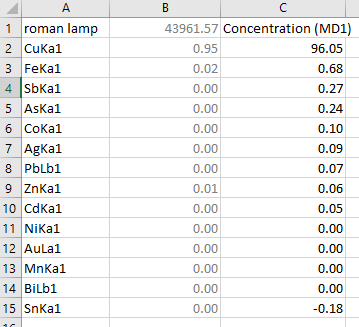 A B C
1 roman lamp 43961.57 Concentration (MD1)
2 CuKa1 0.95 96.05
3 FeKa1 0.02 0.68
4 SbKa1 0.00 0.27
5 AsKa1 0.00 0.24
6 CoKa1 0.00 0.10
7 AgKa1 0.00 0.09
8 PbLb1 0.00 0.07
9 ZnKa1 0.01 0.06
10 CdKa1 0.00 0.05
11 NiKa1 0.00 0.00
12 AuLa1 0.00 0.00
13 MnKa1 0.00 0.00
14 BiLb1 0.00 0.00
15 SnKa1 0.00 -0.18